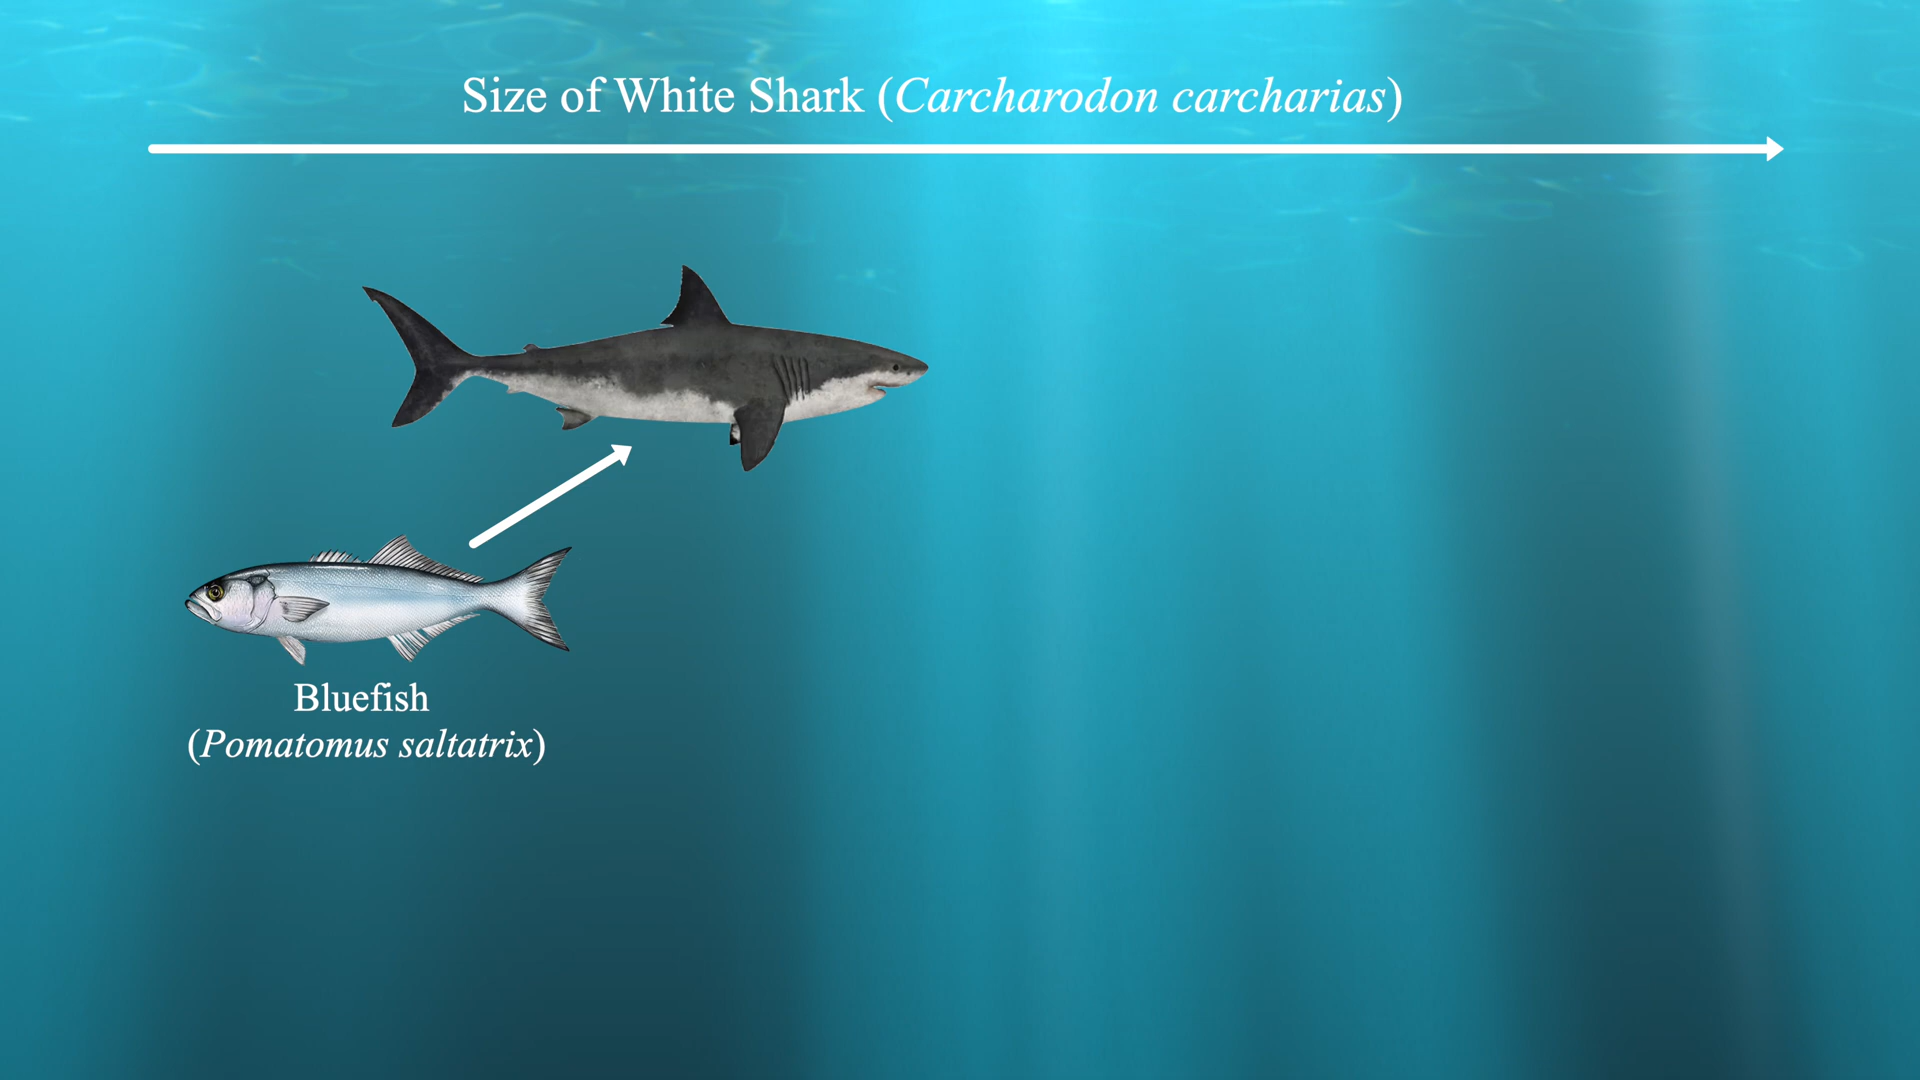 Size of White Shark (Carcharodon carcharias)
Bluefish
(Pomatomus saltatrix)